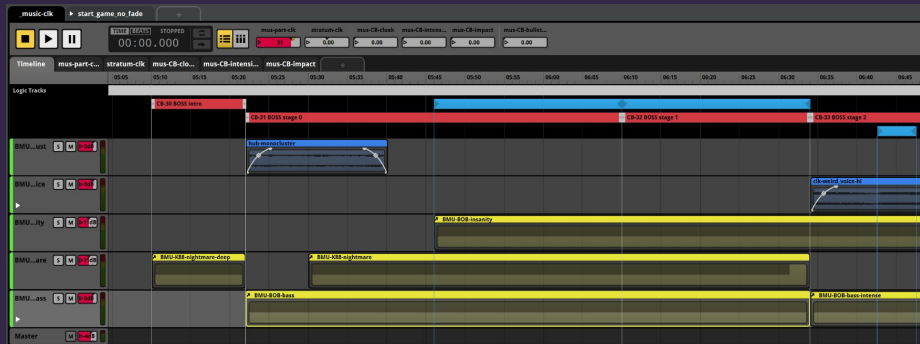 _music-clk
start_game_no_fade
TIME BEATS STOPPED
00:00.000
mus-part-clk stratum-clk mus-CB-cloak mus-CB-intens... mus-CB-impact mus-CB-bullet...
31 0.00 0.00 0.00 0.00 0.00
Timeline mus-part-c... stratum-clk mus-CB-clo... mus-CB-intensi... mus-CB-impact
05:05 05:10 05:15 05:20 05:25 05:30 05:35 05:40 05:45 05:50 05:55 06:00 06:05 06:10 06:15 06:20 06:25 06:30 06:35 06:40 06:45
Logic Tracks
CB-30 BOSS intro
CB-31 BOSS stage 0 CB-32 BOSS stage 1 CB-33 BOSS stage 2
BMU...ust S M hub-monocluster
BMU...ice S M clk-weird_voice-hi
BMU...ity S M dB BMU-BOB-insanity
BMU...are S M dB BMU-K88-nightmare-deep BMU-K88-nightmare
BMU...ass S M BMU-BOB-bass BMU-BOB-bass-intense
Master M